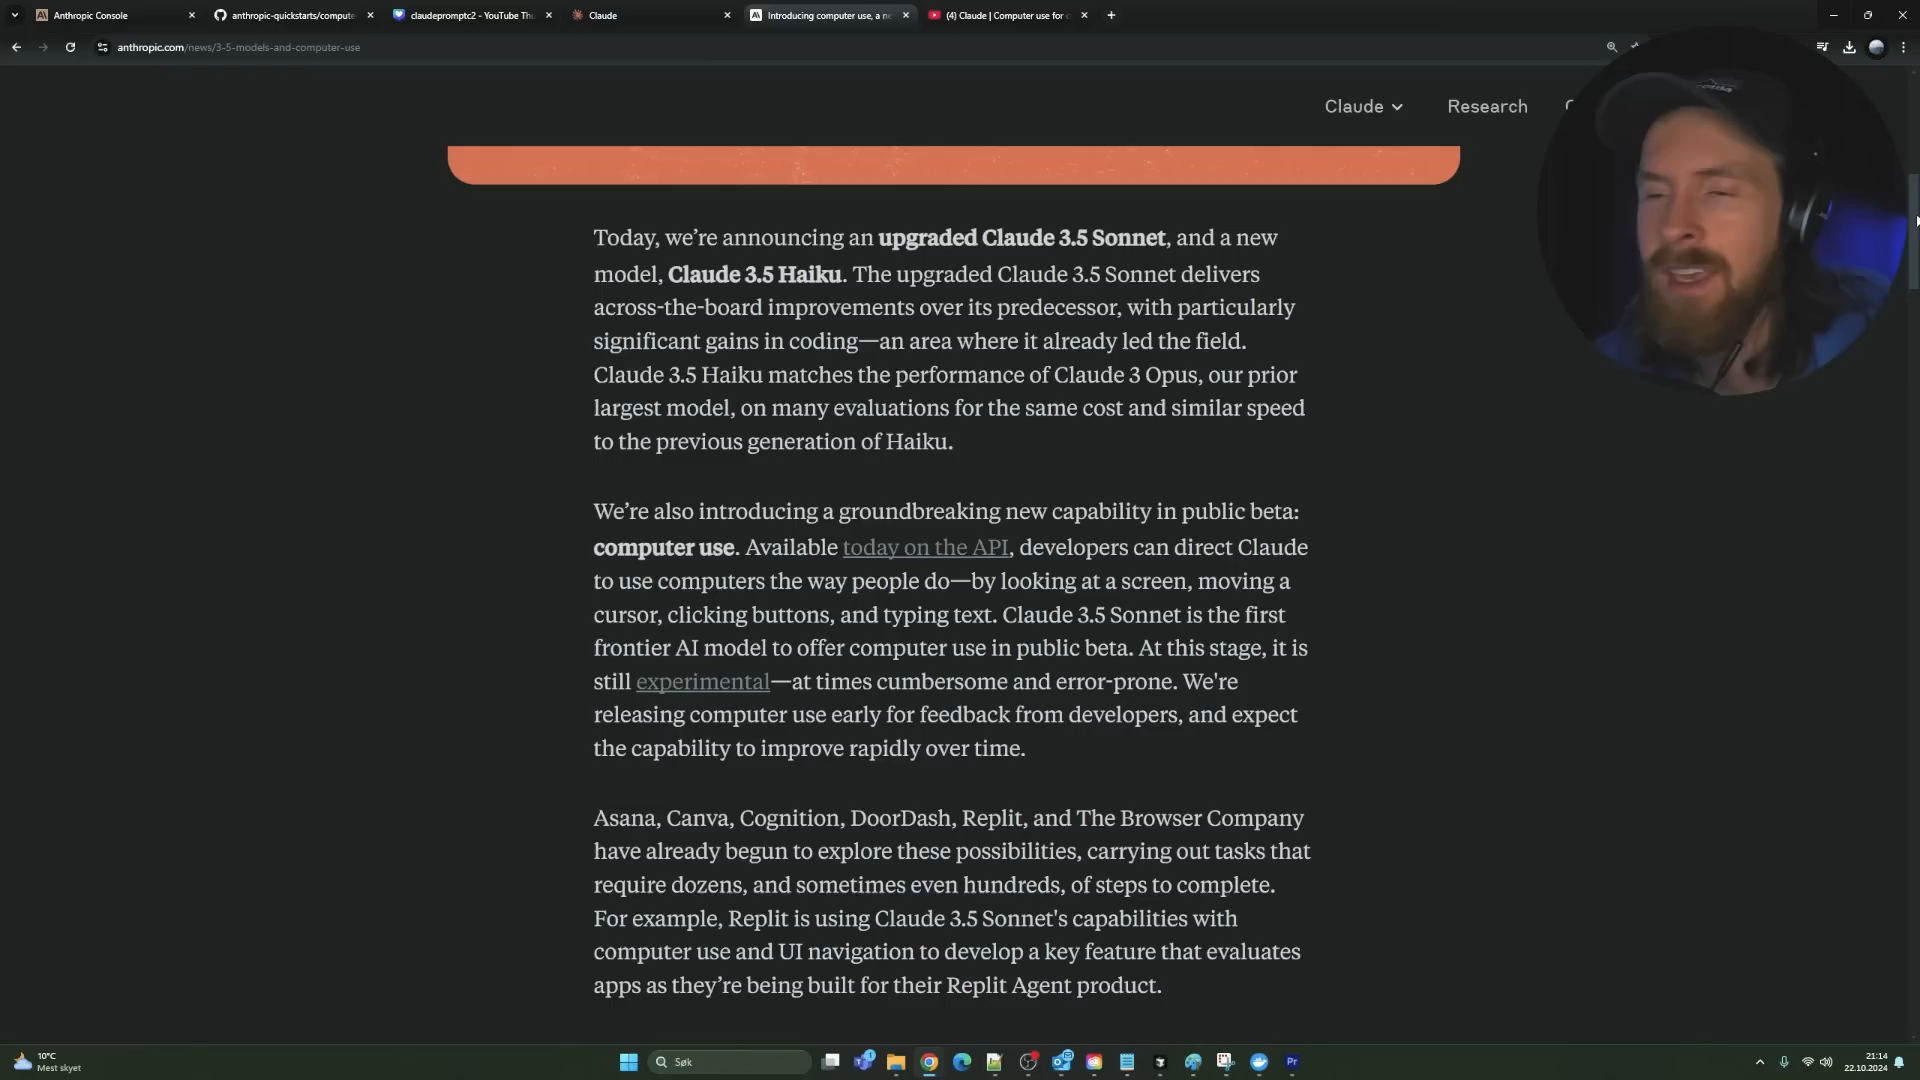 Anthropic Console
anthropic-quickstarts/compute
claudepromptc2 - YouTube Thu
Claude
Introducing computer use, a ne
(4) Claude | Computer use for o
anthropic.com/news/3-5-models-and-computer-use
Claude
Research
Today, we're announcing an upgraded Claude 3.5 Sonnet, and a new
model, Claude 3.5 Haiku. The upgraded Claude 3.5 Sonnet delivers
across-the-board improvements over its predecessor, with particularly
significant gains in coding—an area where it already led the field.
Claude 3.5 Haiku matches the performance of Claude 3 Opus, our prior
largest model, on many evaluations for the same cost and similar speed
to the previous generation of Haiku.
We're also introducing a groundbreaking new capability in public beta:
computer use. Available today on the API, developers can direct Claude
to use computers the way people do—by looking at a screen, moving a
cursor, clicking buttons, and typing text. Claude 3.5 Sonnet is the first
frontier AI model to offer computer use in public beta. At this stage, it is
still experimental—at times cumbersome and error-prone. We're
releasing computer use early for feedback from developers, and expect
the capability to improve rapidly over time.
Asana, Canva, Cognition, DoorDash, Replit, and The Browser Company
have already begun to explore these possibilities, carrying out tasks that
require dozens, and sometimes even hundreds, of steps to complete.
For example, Replit is using Claude 3.5 Sonnet's capabilities with
computer use and UI navigation to develop a key feature that evaluates
apps as they're being built for their Replit Agent product.
10°C
Mest skyet
Søk
1
Pr
21:14
22.10.2024